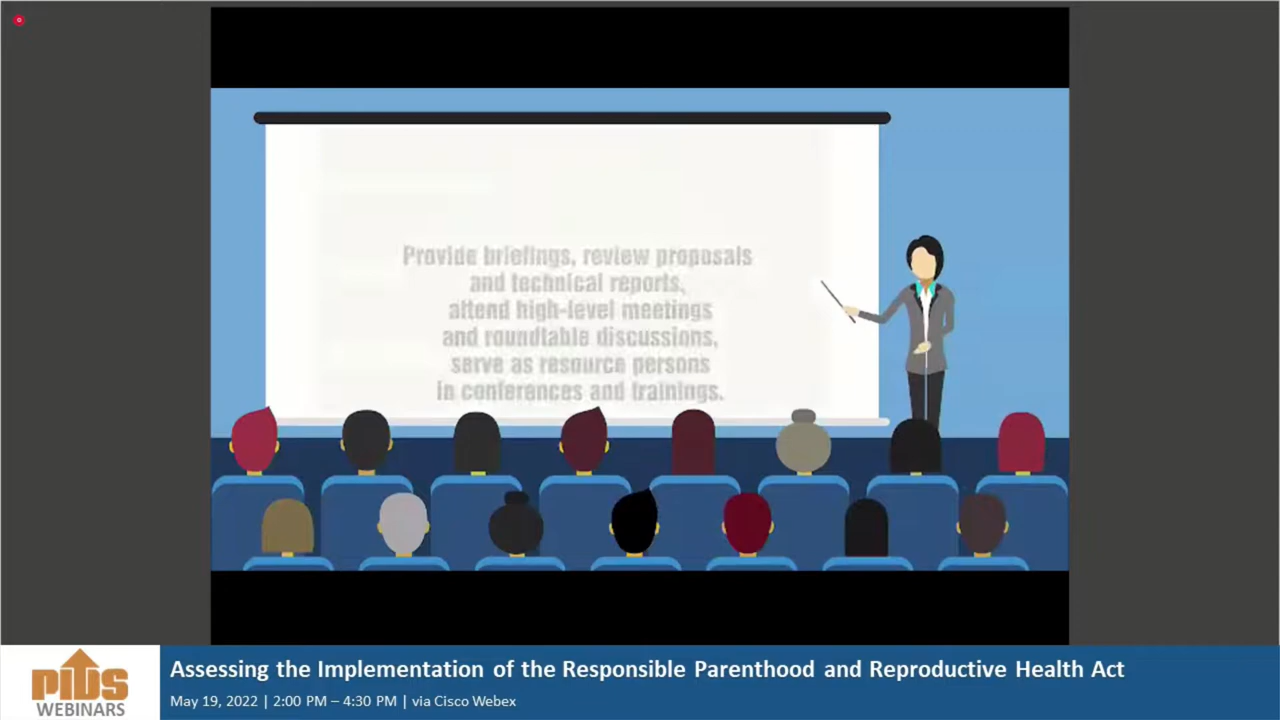 Provide briefings, review proposals
and technical reports,
attend high-level meetings
and roundtable discussions,
serve as resource persons
in conferences and trainings.
pids
WEBINARS
Assessing the Implementation of the Responsible Parenthood and Reproductive Health Act
May 19, 2022 | 2:00 PM – 4:30 PM | via Cisco Webex